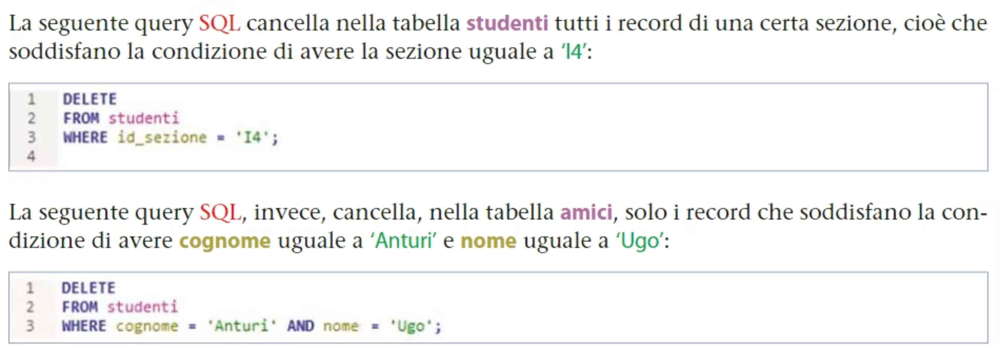 La seguente query SQL cancella nella tabella studenti tutti i record di una certa sezione, cioè che
soddisfano la condizione di avere la sezione uguale a ‘I4’:
1 DELETE
2 FROM studenti
3 WHERE id_sezione = 'I4';
4
La seguente query SQL, invece, cancella, nella tabella amici, solo i record che soddisfano la con-
dizione di avere cognome uguale a ‘Anturi’ e nome uguale a ‘Ugo’:
1 DELETE
2 FROM studenti
3 WHERE cognome = 'Anturi' AND nome = 'Ugo';